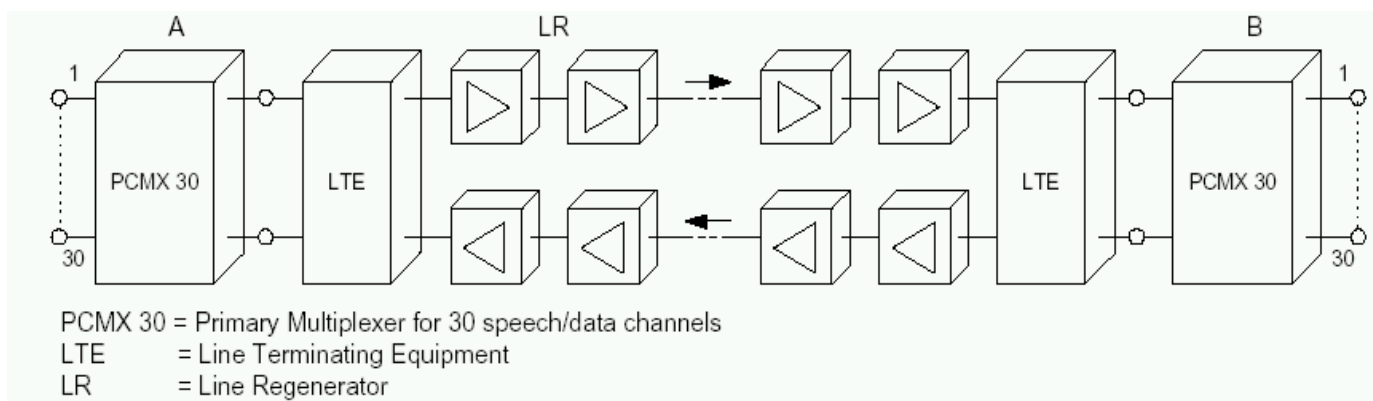 A LR B
1 1
PCMX 30 LTE LTE PCMX 30
30 30
PCMX 30 = Primary Multiplexer for 30 speech/data channels
LTE = Line Terminating Equipment
LR = Line Regenerator